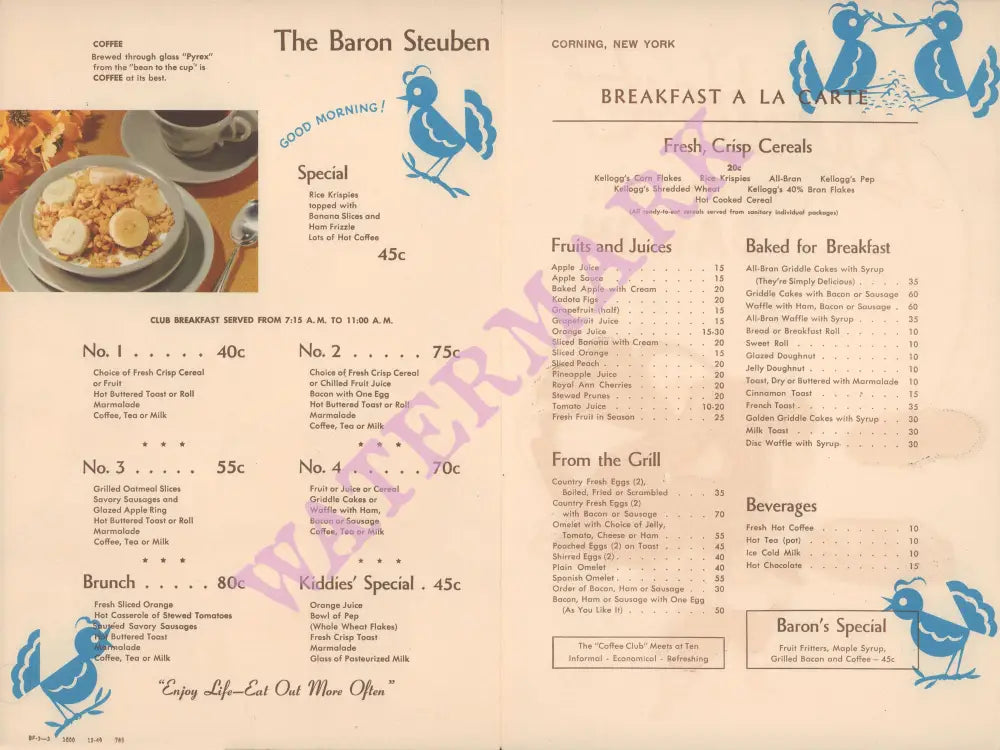 COFFEE
Brewed through glass "Pyrex"
from the "bean to the cup" is
COFFEE at its best.
The Baron Steuben
GOOD MORNING!
Special
Rice Krispies
topped with
Banana Slices and
Ham Frizzle
Lots of Hot Coffee
45c
CLUB BREAKFAST SERVED FROM 7:15 A. M. TO 11:00 A. M.
No. 1 . . . . . 40c
Choice of Fresh Crisp Cereal
or Fruit
Hot Buttered Toast or Roll
Marmalade
Coffee, Tea or Milk
* * *
No. 2 . . . . . 75c
Choice of Fresh Crisp Cereal
or Chilled Fruit Juice
Bacon with One Egg
Hot Buttered Toast or Roll
Marmalade
Coffee, Tea or Milk
* * *
No. 3 . . . . . 55c
Grilled Oatmeal Slices
Savory Sausages and
Glazed Apple Ring
Hot Buttered Toast or Roll
Marmalade
Coffee, Tea or Milk
* * *
No. 4 . . . . . 70c
Fruit or Juice or Cereal
Griddle Cakes or
Waffle with Ham,
Bacon or Sausage
Coffee, Tea or Milk
* * *
Brunch . . . . . 80c
Fresh Sliced Orange
Hot Casserole of Stewed Tomatoes
Sauteed Savory Sausages
Hot Buttered Toast
Marmalade
Coffee, Tea or Milk
Kiddies' Special . 45c
Orange Juice
Bowl of Pep
(Whole Wheat Flakes)
Fresh Crisp Toast
Marmalade
Glass of Pasteurized Milk
"Enjoy Life—Eat Out More Often"
BF-3—3 1000 12-49 705
CORNING, NEW YORK
BREAKFAST A LA CARTE
Fresh, Crisp Cereals
20c
Kellogg's Corn Flakes Rice Krispies All-Bran Kellogg's Pep
Kellogg's Shredded Wheat Kellogg's 40% Bran Flakes
Hot Cooked Cereal
(All ready-to-eat cereals served from sanitary individual packages)
Fruits and Juices
Apple Juice . . . . . . . 15
Apple Sauce . . . . . . . 15
Baked Apple with Cream . . . . 20
Kadota Figs . . . . . . . 20
Grapefruit (half) . . . . . . 15
Grapefruit Juice . . . . . . 15
Orange Juice . . . . . . 15-30
Sliced Banana with Cream . . . . 20
Sliced Orange . . . . . . 15
Sliced Peach . . . . . . . 20
Pineapple Juice . . . . . . 20
Royal Ann Cherries . . . . . 20
Stewed Prunes . . . . . . 20
Tomato Juice . . . . . . 10-20
Fresh Fruit in Season . . . . . 25
From the Grill
Country Fresh Eggs (2),
Boiled, Fried or Scrambled . . . 35
Country Fresh Eggs (2)
with Bacon or Sausage . . . . 70
Omelet with Choice of Jelly,
Tomato, Cheese or Ham . . . . 55
Poached Eggs (2) on Toast . . . . 45
Shirred Eggs (2) . . . . . . 40
Plain Omelet . . . . . . . 40
Spanish Omelet . . . . . . 55
Order of Bacon, Ham or Sausage . . 30
Bacon, Ham or Sausage with One Egg
(As You Like It) . . . . . . 50
The "Coffee Club" Meets at Ten
Informal - Economical - Refreshing
Baked for Breakfast
All-Bran Griddle Cakes with Syrup
(They're Simply Delicious) . . . . 35
Griddle Cakes with Bacon or Sausage 60
Waffle with Ham, Bacon or Sausage . 60
All-Bran Waffle with Syrup . . . . 35
Bread or Breakfast Roll . . . . . 10
Sweet Roll . . . . . . . 10
Glazed Doughnut . . . . . . 10
Jelly Doughnut . . . . . . 10
Toast, Dry or Buttered with Marmalade 10
Cinnamon Toast . . . . . . 15
French Toast . . . . . . . 35
Golden Griddle Cakes with Syrup . . 30
Milk Toast . . . . . . . 30
Disc Waffle with Syrup . . . . . 30
Beverages
Fresh Hot Coffee . . . . . . 10
Hot Tea (pot) . . . . . . . 10
Ice Cold Milk . . . . . . . 10
Hot Chocolate . . . . . . . 15
Baron's Special
Fruit Fritters, Maple Syrup,
Grilled Bacon and Coffee — 45c
WATERMARK